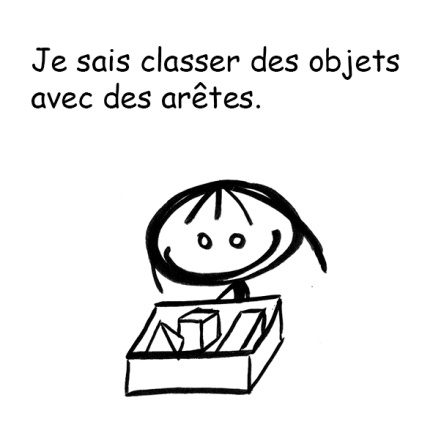 Je sais classer des objets
avec des arêtes.